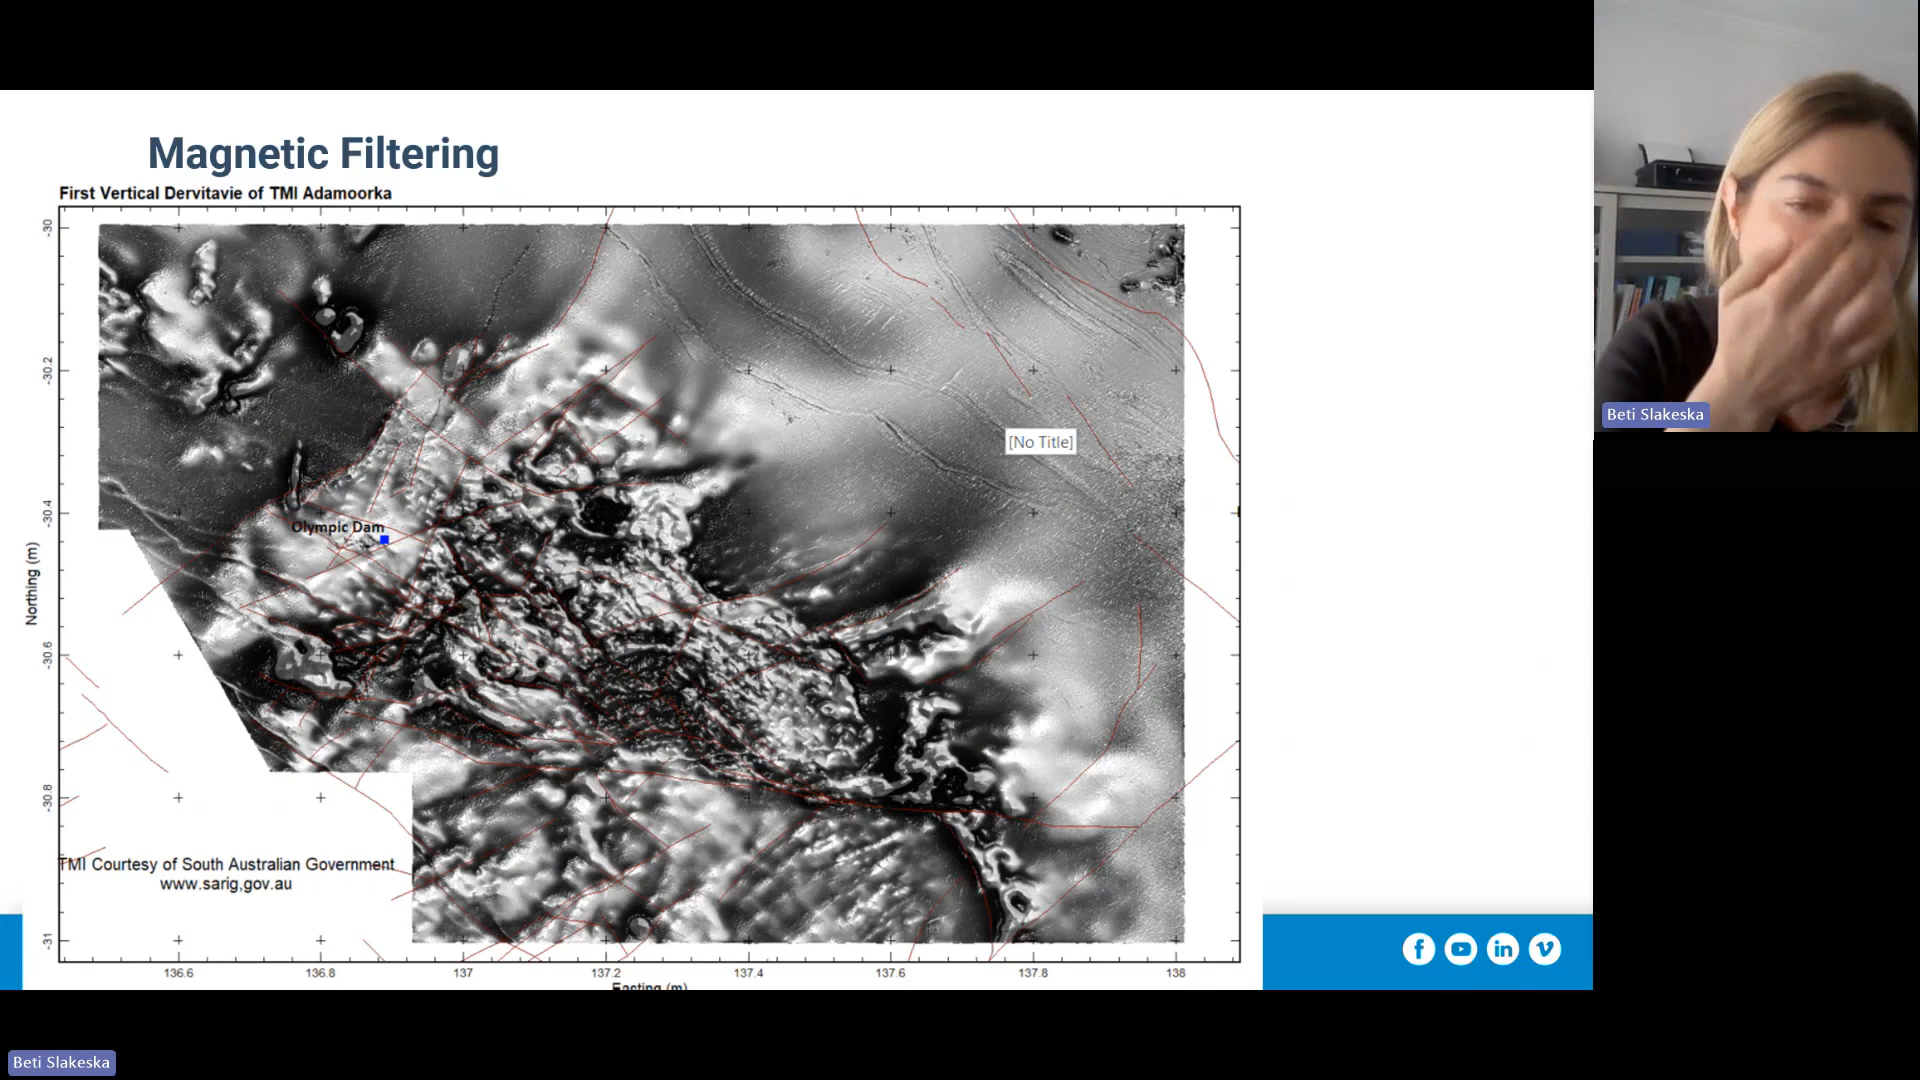 Magnetic Filtering
First Vertical Dervitavie of TMI Adamoorka
-30
-30.2
-30.4
-30.6
-30.8
-31
Northing (m)
[No Title]
Olympic Dam
TMI Courtesy of South Australian Government
www.sarig,gov.au
136.6 136.8 137 137.2 137.4 137.6 137.8 138
Easting (m)
Beti Slakeska
Beti Slakeska